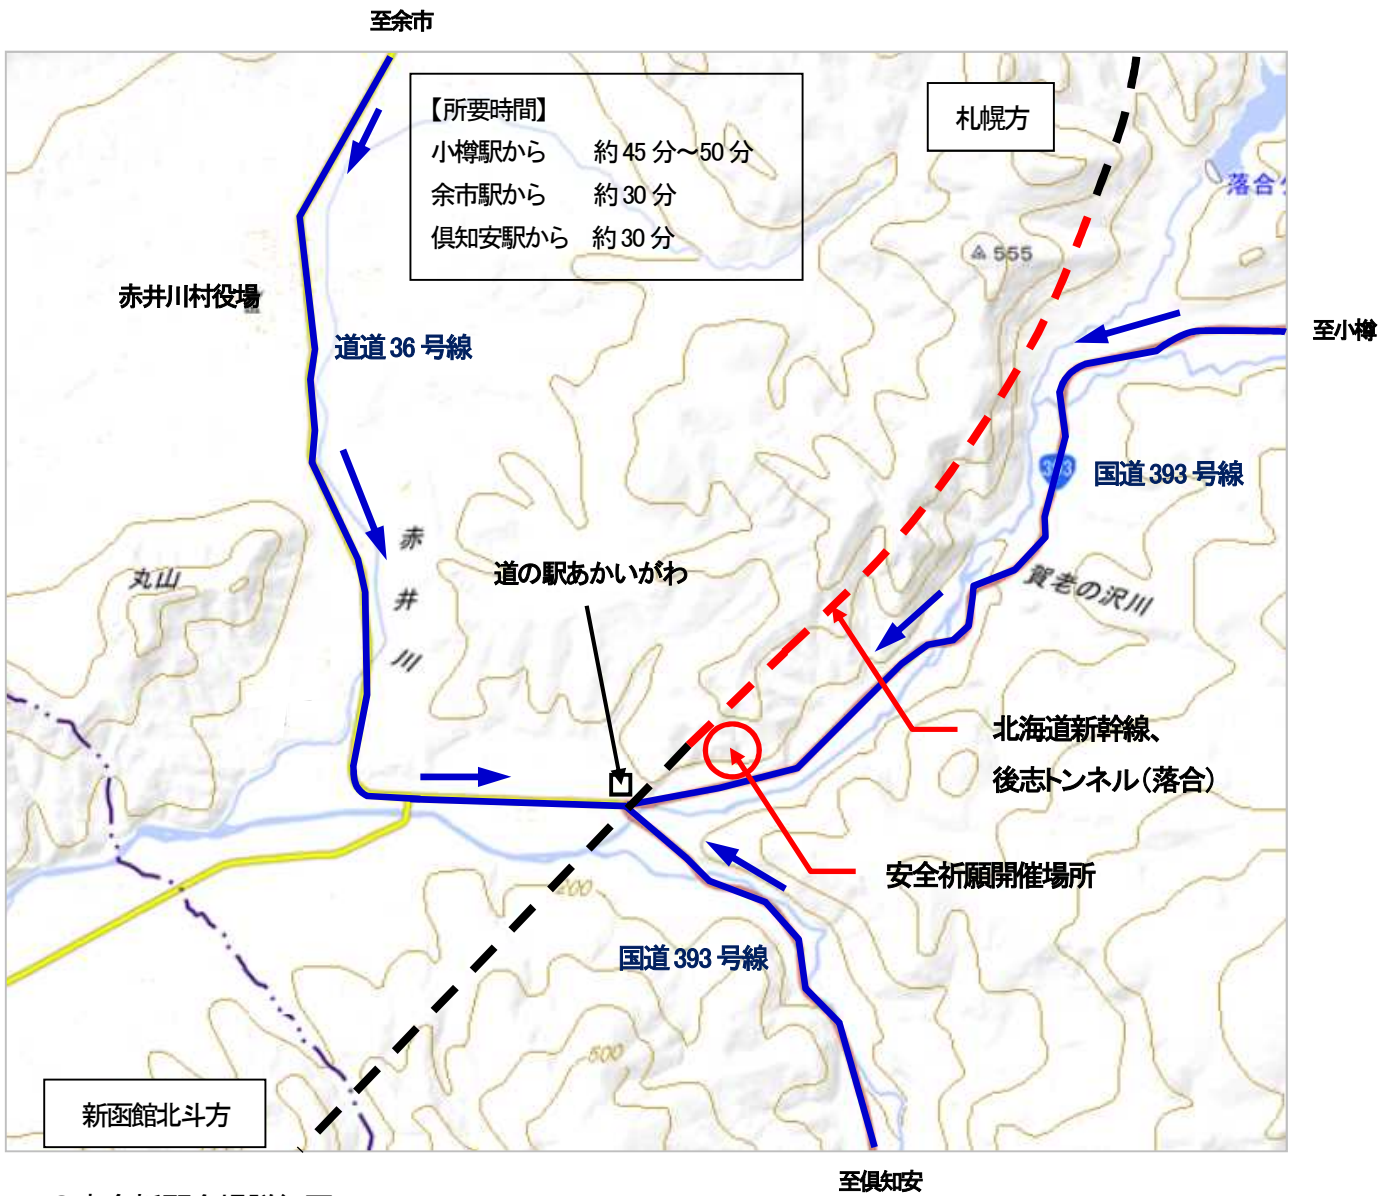 至余市
【所要時間】
小樽駅から 約45分～50分
余市駅から 約30分
倶知安駅から 約30分
札幌方
落合
△555
赤井川村役場
至小樽
道道36号線
国道393号線
赤井川
道の駅あかいがわ
丸山
賀老の沢川
北海道新幹線、
後志トンネル（落合）
安全祈願開催場所
200
国道393号線
500
新函館北斗方
至倶知安